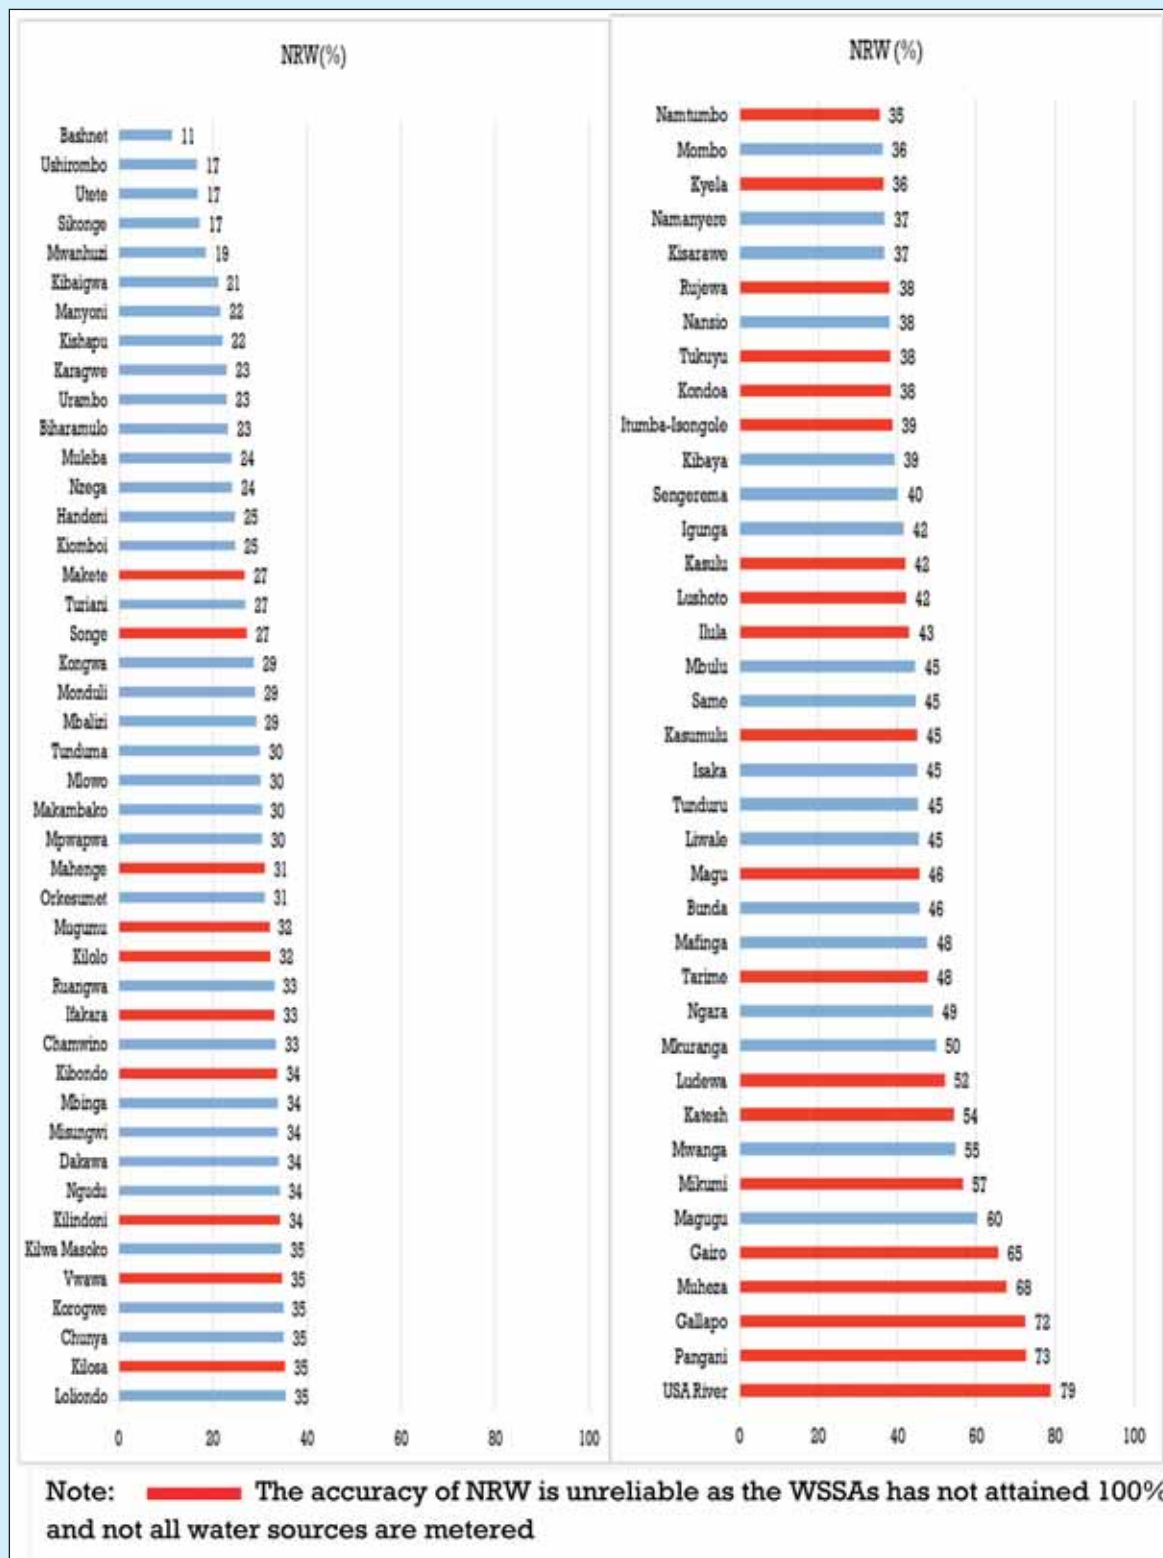 NRW(%)
Bashnet 11
Ushirombo 17
Utete 17
Sikonge 17
Mwanhuzi 19
Kibaigwa 21
Manyoni 22
Kishapu 22
Karagwe 23
Urambo 23
Biharamulo 23
Muleba 24
Nzega 24
Handeni 25
Kiomboi 25
Makete 27
Turiani 27
Songe 27
Kongwa 29
Monduli 29
Mbalizi 29
Tunduma 30
Mlowo 30
Makambako 30
Mpwapwa 30
Mahenge 31
Orkesumet 31
Mugumu 32
Kilolo 32
Ruangwa 33
Ifakara 33
Chamwino 33
Kibondo 34
Mbinga 34
Misungwi 34
Dakawa 34
Ngudu 34
Kilindoni 34
Kilwa Masoko 35
Vwawa 35
Korogwe 35
Chunya 35
Kilosa 35
Loliondo 35
0 20 40 60 80 100
NRW (%)
Namtumbo 35
Mombo 36
Kyela 36
Namanyere 37
Kisarawe 37
Rujewa 38
Nansio 38
Tukuyu 38
Kondoa 38
Itumba-Isongole 39
Kibaya 39
Sengerema 40
Igunga 42
Kasulu 42
Lushoto 42
Ilula 43
Mbulu 45
Same 45
Kasumulu 45
Isaka 45
Tunduru 45
Liwale 45
Magu 46
Bunda 46
Mafinga 48
Tarime 48
Ngara 49
Mkuranga 50
Ludewa 52
Katesh 54
Mwanga 55
Mikumi 57
Magugu 60
Gairo 65
Muheza 68
Gallapo 72
Pangani 73
USA River 79
0 20 40 60 80 100
Note: The accuracy of NRW is unreliable as the WSSAs has not attained 100%
and not all water sources are metered